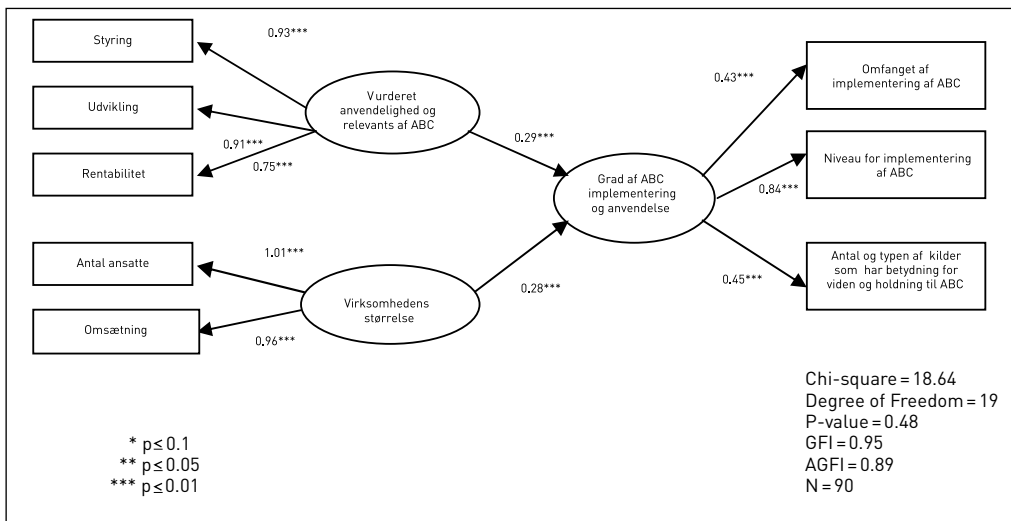 Styring
0.93***
Udvikling
Vurderet
anvendelighed og
relevants af ABC
0.91***
0.75***
Rentabilitet
0.29***
Antal ansatte
1.01***
Omsætning
0.96***
Virksomhedens
størrelse
0.28***
Grad af ABC
implementering
og anvendelse
0.43***
Omfanget af
implementering af ABC
0.84***
Niveau for implementering
af ABC
0.45***
Antal og typen af kilder
som har betydning for
viden og holdning til ABC
* p≤0.1
** p≤0.05
*** p≤0.01
Chi-square = 18.64
Degree of Freedom = 19
P-value = 0.48
GFI = 0.95
AGFI = 0.89
N = 90